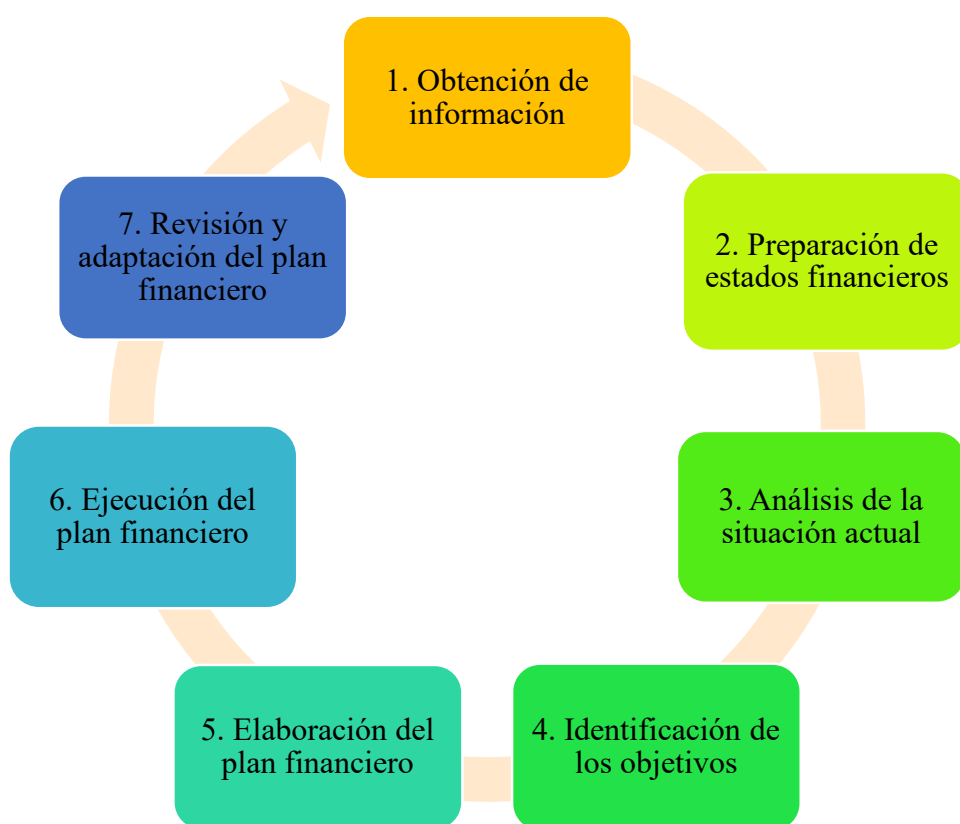 1. Obtención de
información
2. Preparación de
estados financieros
3. Análisis de la
situación actual
4. Identificación de
los objetivos
5. Elaboración del
plan financiero
6. Ejecución del
plan financiero
7. Revisión y
adaptación del plan
financiero